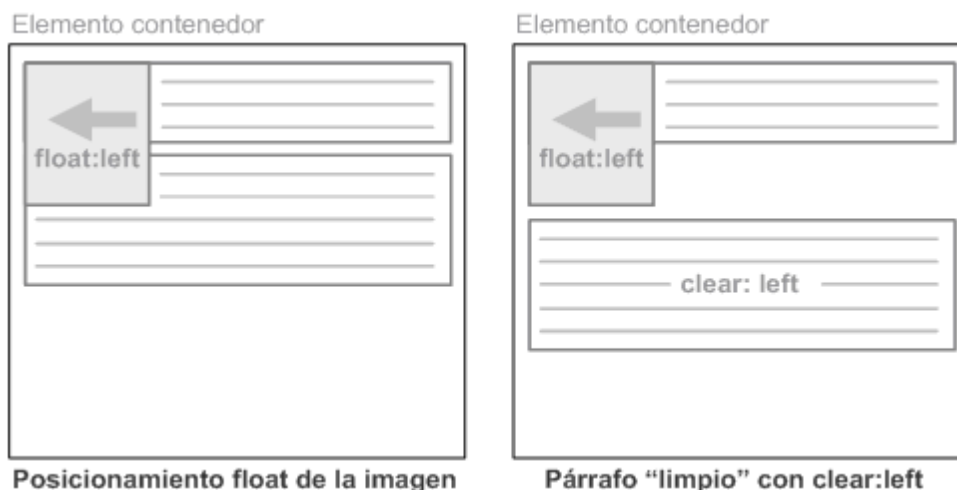 Elemento contenedor
float:left
Posicionamiento float de la imagen
Elemento contenedor
float:left
clear: left
Párrafo “limpio” con clear:left